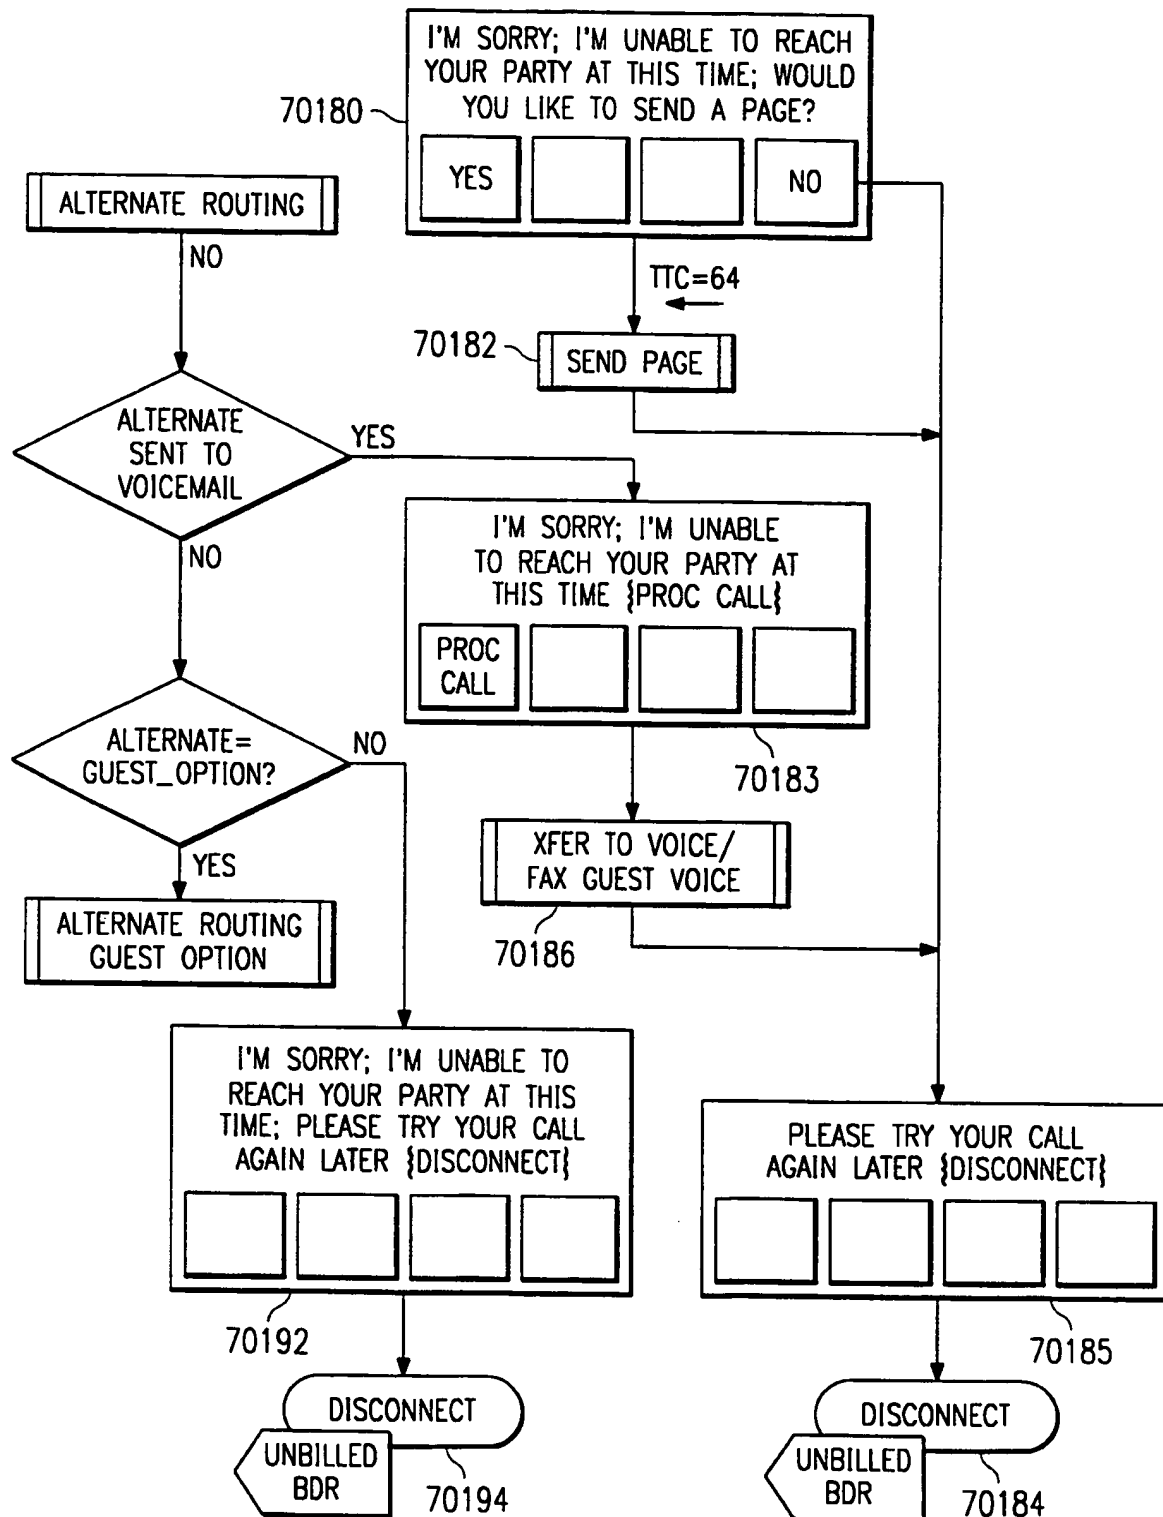 I'M SORRY; I'M UNABLE TO REACH
YOUR PARTY AT THIS TIME; WOULD
YOU LIKE TO SEND A PAGE?
70180
YES
NO
ALTERNATE ROUTING
NO
TTC=64
70182
SEND PAGE
ALTERNATE
SENT TO
VOICEMAIL
YES
NO
I'M SORRY; I'M UNABLE
TO REACH YOUR PARTY AT
THIS TIME {PROC CALL}
PROC
CALL
70183
ALTERNATE=
GUEST_OPTION?
NO
YES
XFER TO VOICE/
FAX GUEST VOICE
70186
ALTERNATE ROUTING
GUEST OPTION
I'M SORRY; I'M UNABLE TO
REACH YOUR PARTY AT THIS
TIME; PLEASE TRY YOUR CALL
AGAIN LATER {DISCONNECT}
70192
PLEASE TRY YOUR CALL
AGAIN LATER {DISCONNECT}
70185
DISCONNECT
UNBILLED
BDR
70194
DISCONNECT
UNBILLED
BDR
70184